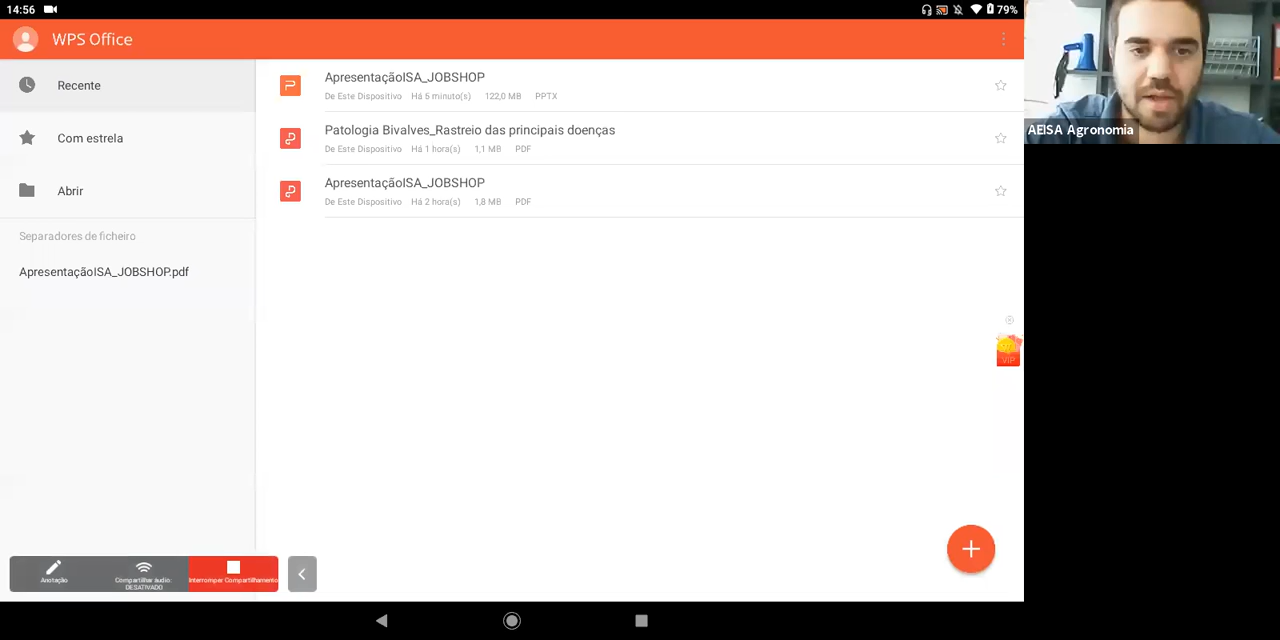 14:56
79%
WPS Office
Recente
Com estrela
Abrir
Separadores de ficheiro
ApresentaçãoISA_JOBSHOP.pdf
ApresentaçãoISA_JOBSHOP
De Este Dispositivo Há 5 minuto(s) 122,0 MB PPTX
Patologia Bivalves_Rastreio das principais doenças
De Este Dispositivo Há 1 hora(s) 1,1 MB PDF
ApresentaçãoISA_JOBSHOP
De Este Dispositivo Há 2 hora(s) 1,8 MB PDF
VIP
Anotação
Compartilhar áudio:
DESATIVADO
Interromper Compartilhamento
AEISA Agronomia